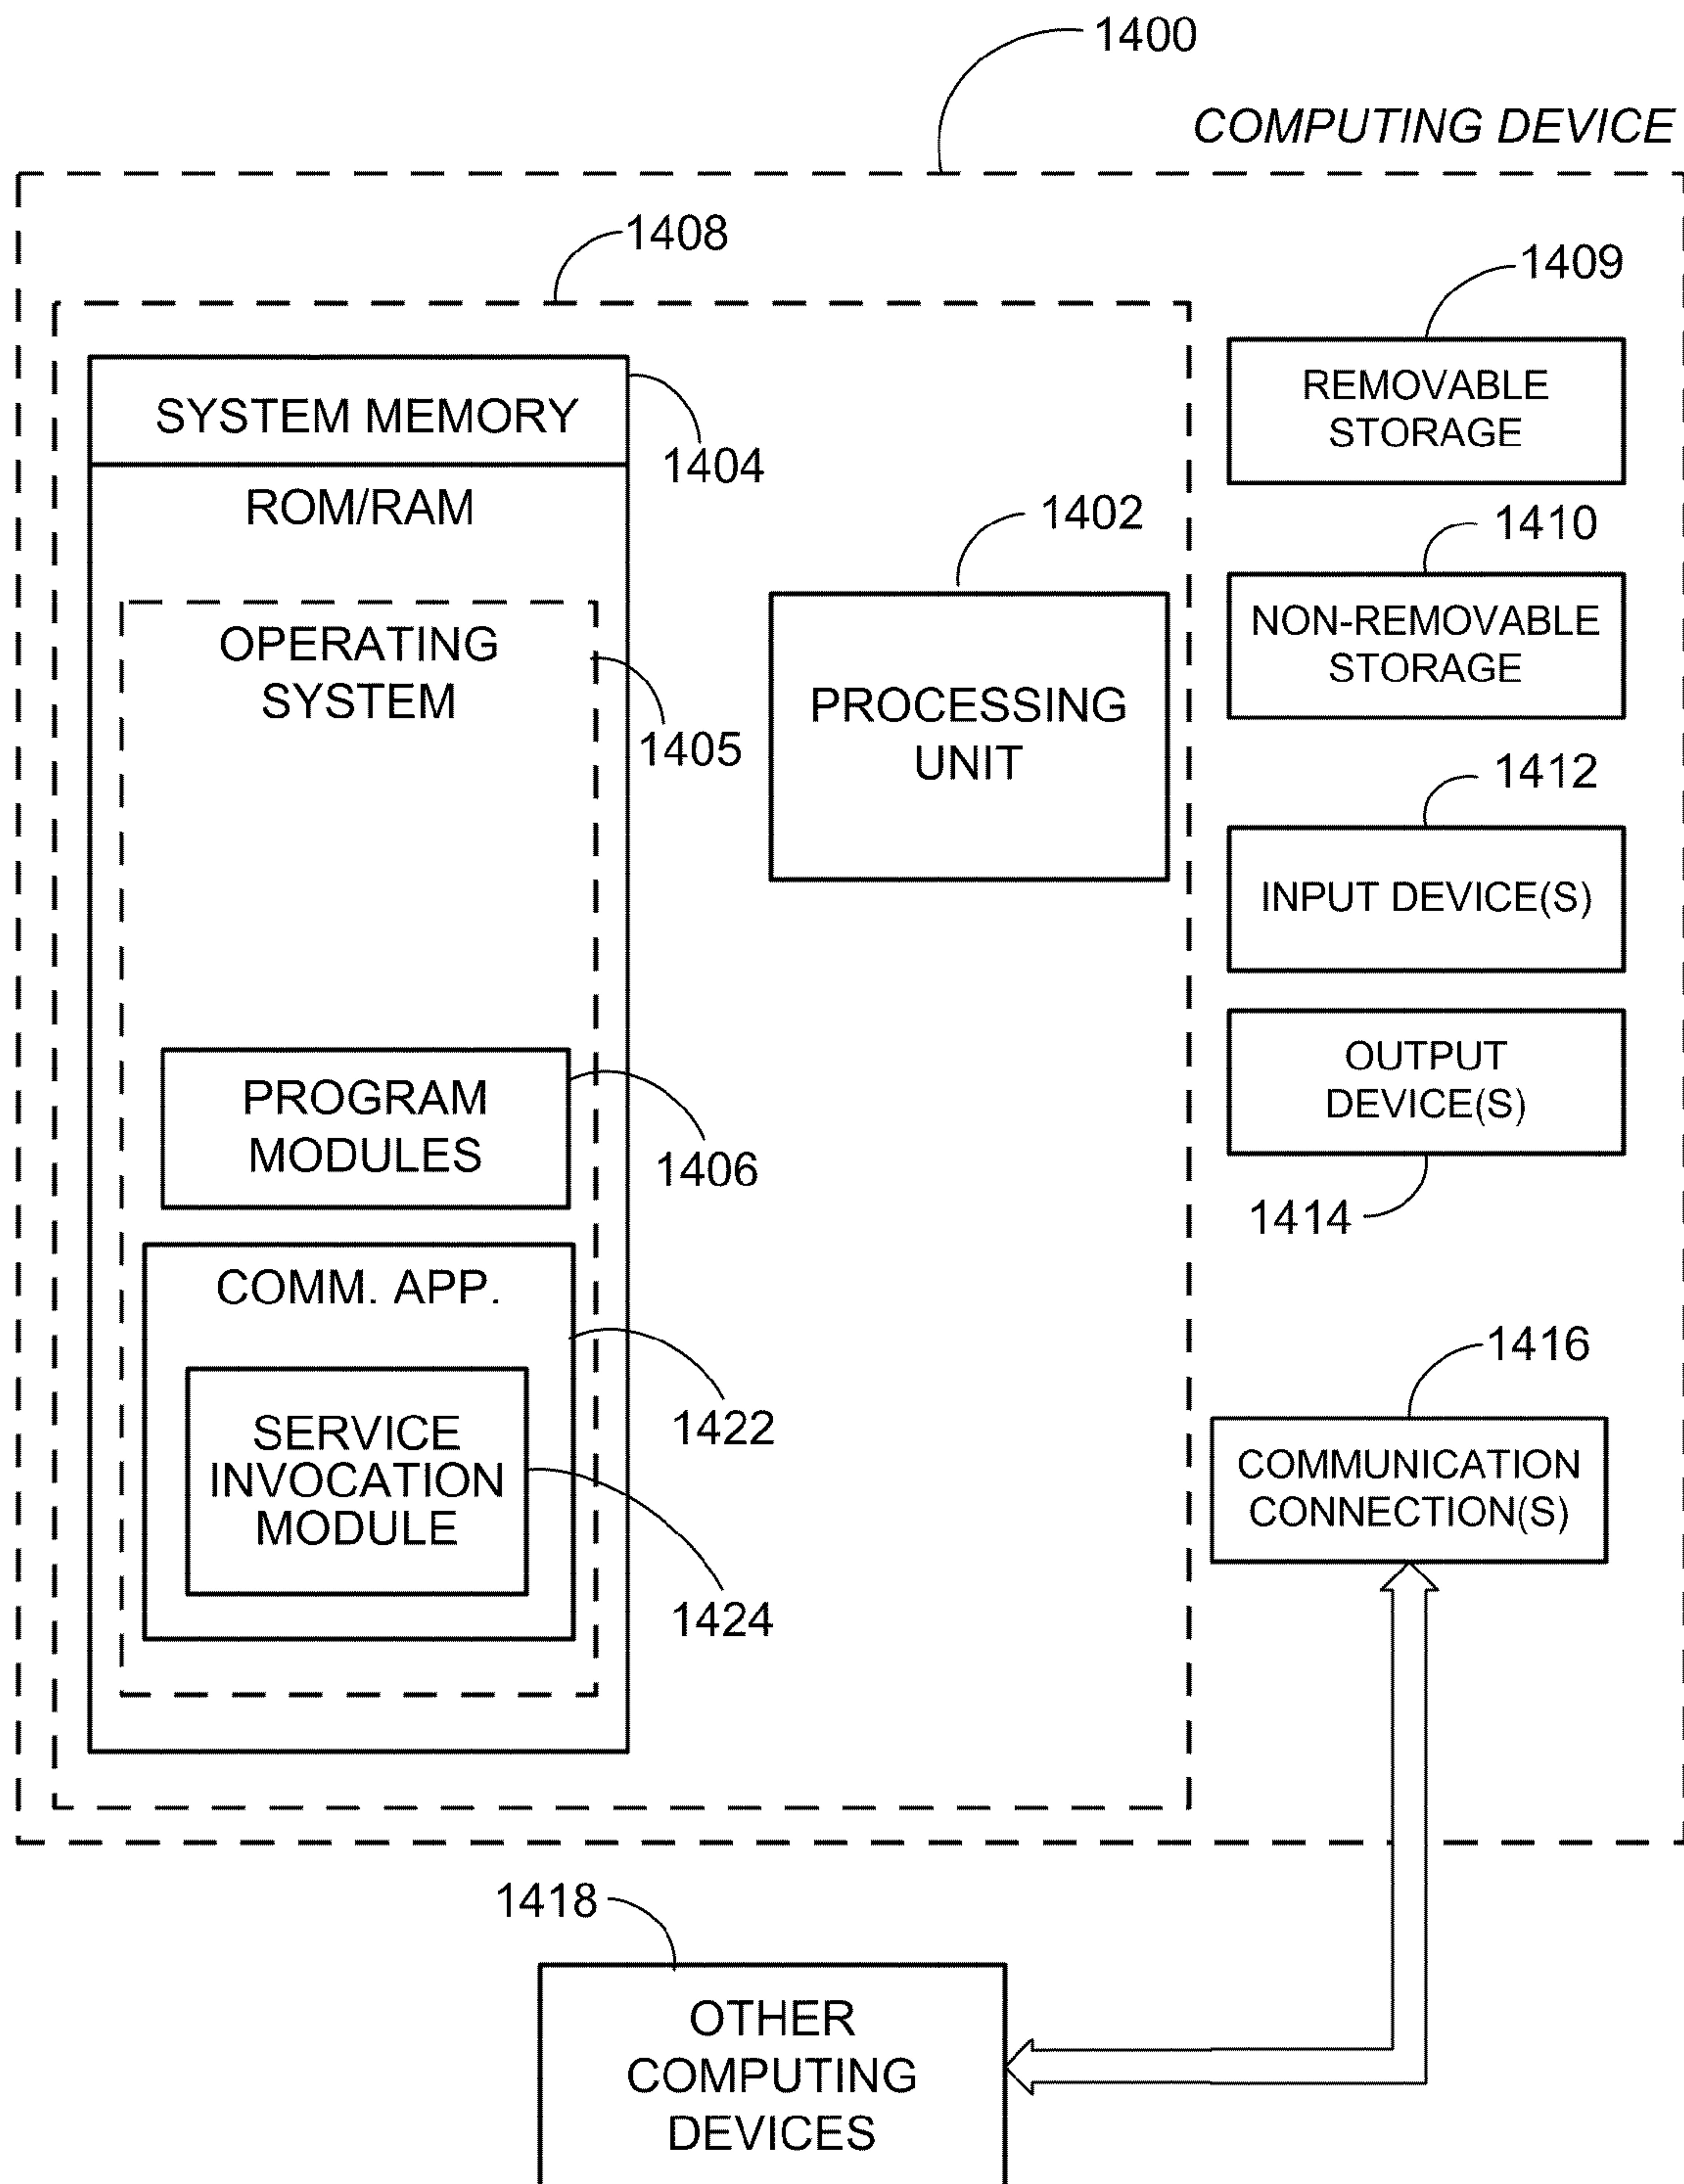 1400
COMPUTING DEVICE
1408
1409
SYSTEM MEMORY
1404
REMOVABLE
STORAGE
ROM/RAM
1402
1410
OPERATING
SYSTEM
1405
PROCESSING
UNIT
NON-REMOVABLE
STORAGE
1412
INPUT DEVICE(S)
PROGRAM
MODULES
1406
OUTPUT
DEVICE(S)
1414
COMM. APP.
1422
1416
SERVICE
INVOCATION
MODULE
1424
COMMUNICATION
CONNECTION(S)
1418
OTHER
COMPUTING
DEVICES